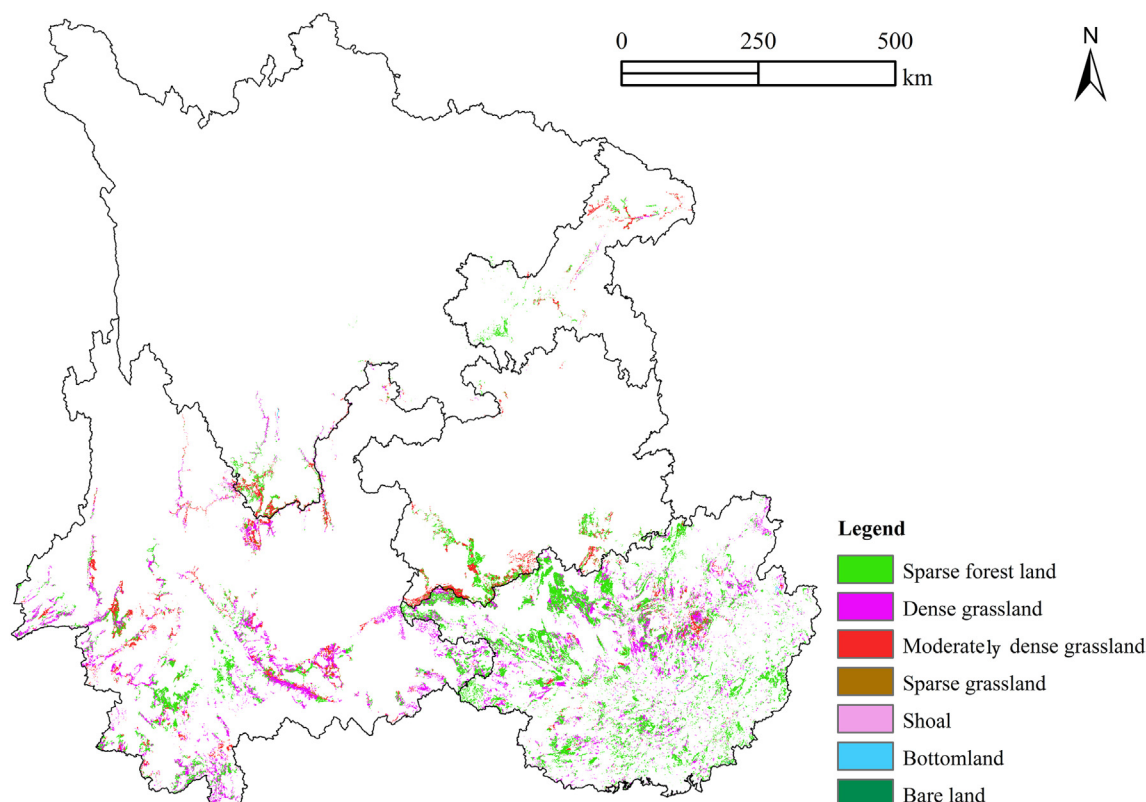 0 250 500
km
N
Legend
Sparse forest land
Dense grassland
Moderately dense grassland
Sparse grassland
Shoal
Bottomland
Bare land